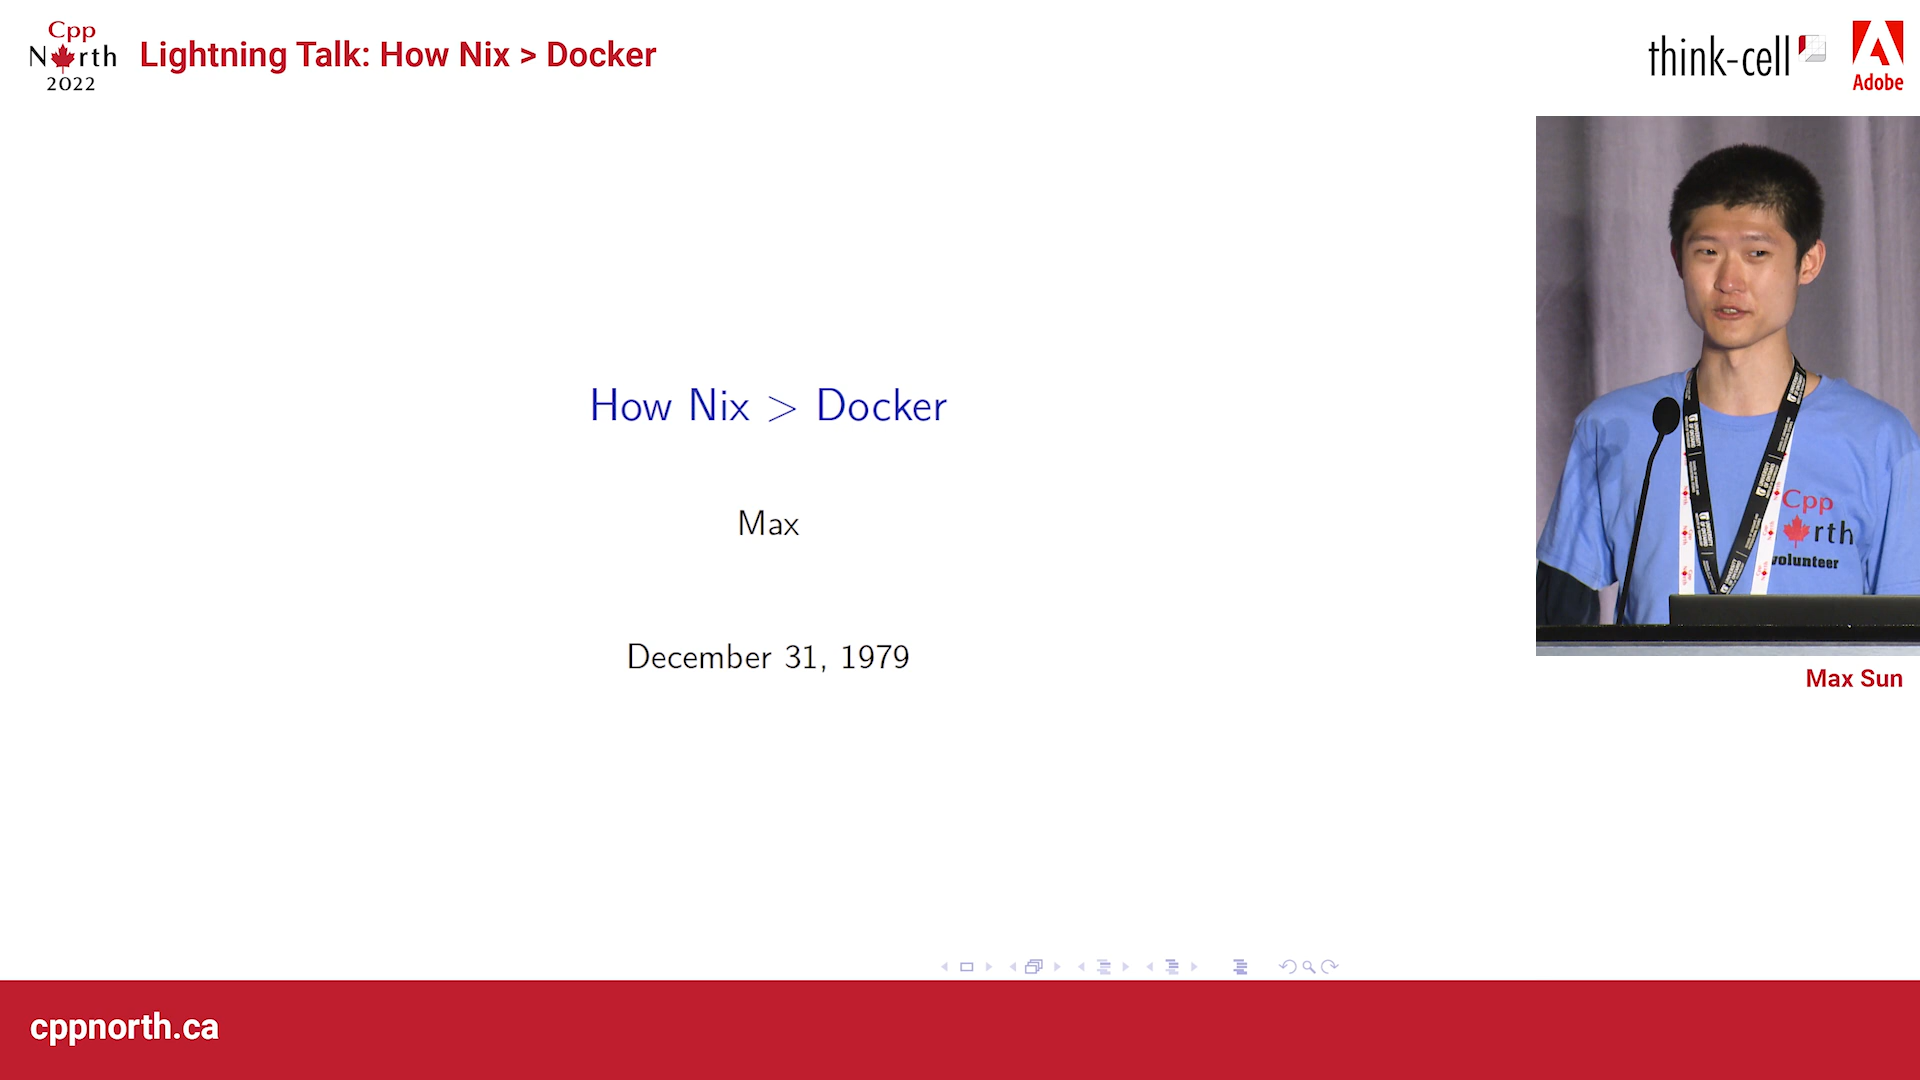 Cpp
North
2022
Lightning Talk: How Nix > Docker
think-cell
Adobe
How Nix > Docker
Max
December 31, 1979
Cpp
rth
volunteer
Max Sun
cppnorth.ca